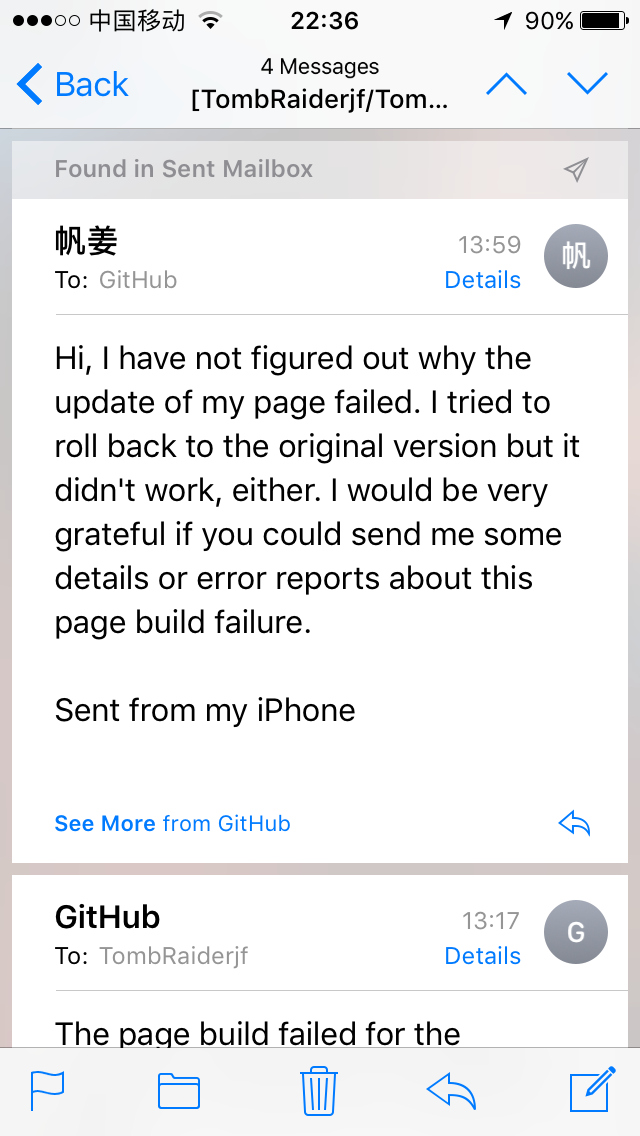 中国移动 22:36 90%
Back
4 Messages
[TombRaiderjf/Tom...
Found in Sent Mailbox
帆姜 13:59 帆
To: GitHub Details
Hi, I have not figured out why the
update of my page failed. I tried to
roll back to the original version but it
didn't work, either. I would be very
grateful if you could send me some
details or error reports about this
page build failure.
Sent from my iPhone
See More from GitHub
GitHub 13:17 G
To: TombRaiderjf Details
The page build failed for the